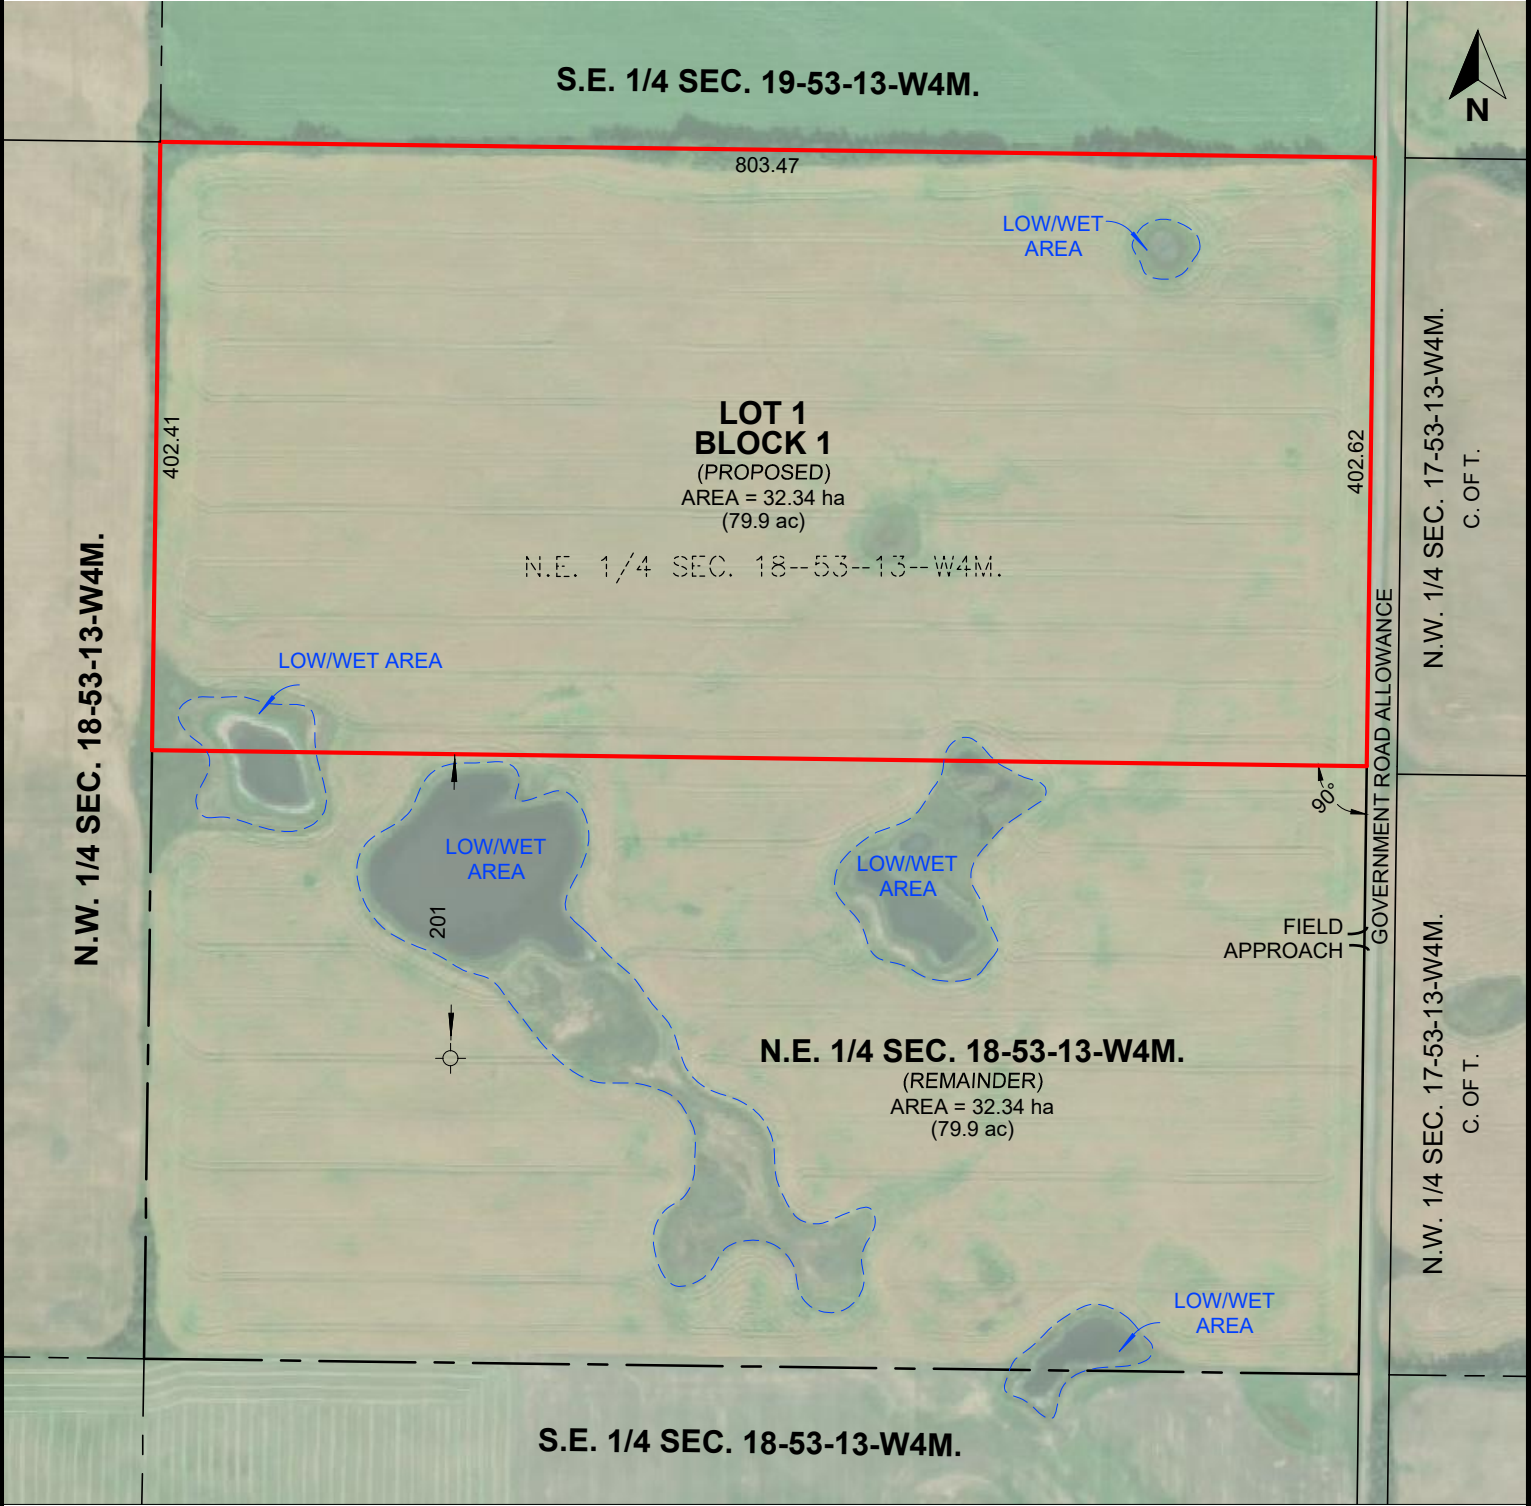 S.E. 1/4 SEC. 19-53-13-W4M.
N
803.47
LOW/WET
AREA
402.41
LOT 1
BLOCK 1
(PROPOSED)
AREA = 32.34 ha
(79.9 ac)
N.E. 1/4 SEC. 18--53--13--W4M.
402.62
N.W. 1/4 SEC. 17-53-13-W4M.
C. OF T.
N.W. 1/4 SEC. 18-53-13-W4M.
LOW/WET AREA
GOVERNMENT ROAD ALLOWANCE
90°
LOW/WET
AREA
201
LOW/WET
AREA
FIELD
APPROACH
N.E. 1/4 SEC. 18-53-13-W4M.
(REMAINDER)
AREA = 32.34 ha
(79.9 ac)
N.W. 1/4 SEC. 17-53-13-W4M.
C. OF T.
LOW/WET
AREA
S.E. 1/4 SEC. 18-53-13-W4M.